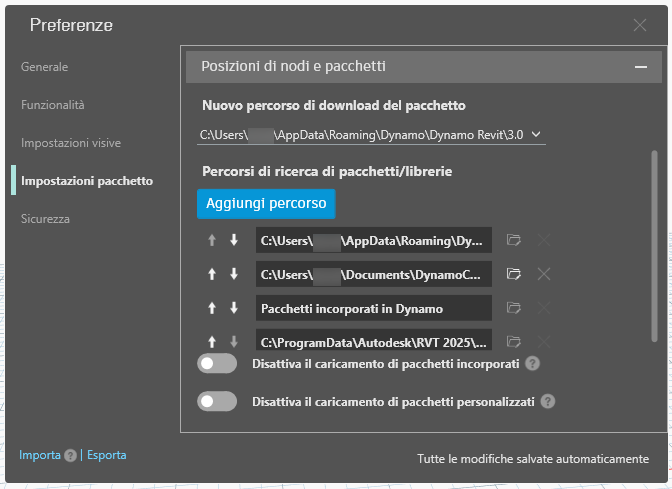 Preferenze
Generale
Funzionalità
Impostazioni visive
Impostazioni pacchetto
Sicurezza
Posizioni di nodi e pacchetti
Nuovo percorso di download del pacchetto
C:\Users\ \AppData\Roaming\Dynamo\Dynamo Revit\3.0
Percorsi di ricerca di pacchetti/librerie
Aggiungi percorso
C:\Users\ \AppData\Roaming\Dy...
C:\Users\ \Documents\DynamoC...
Pacchetti incorporati in Dynamo
C:\ProgramData\Autodesk\RVT 2025\...
Disattiva il caricamento di pacchetti incorporati ?
Disattiva il caricamento di pacchetti personalizzati ?
Importa ? | Esporta
Tutte le modifiche salvate automaticamente